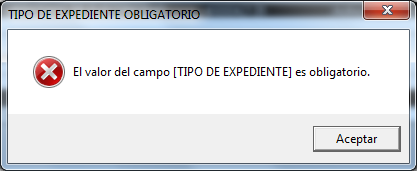 TIPO DE EXPEDIENTE OBLIGATORIO
El valor del campo [TIPO DE EXPEDIENTE] es obligatorio.
Aceptar